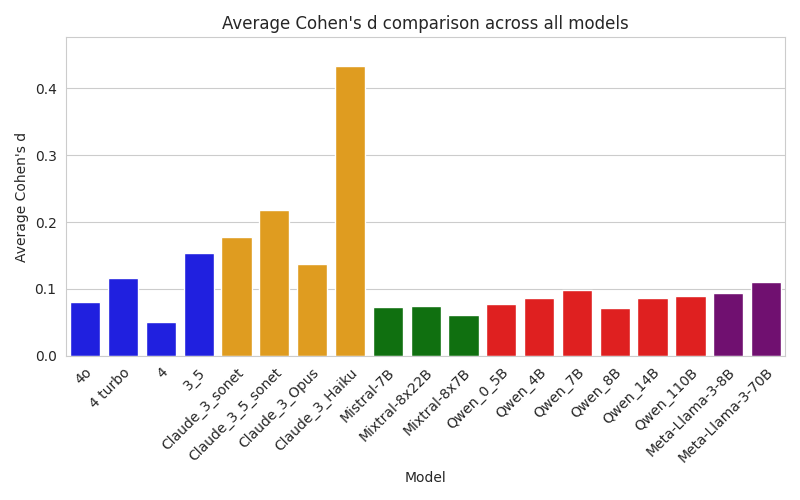 Average Cohen's d comparison across all models
Average Cohen's d
0.4
0.3
0.2
0.1
0.0
4o
4 turbo
4
3_5
Claude_3_sonet
Claude_3_5_sonet
Claude_3_Opus
Claude_3_Haiku
Mistral-7B
Mixtral-8x22B
Mixtral-8x7B
Qwen_0_5B
Qwen_4B
Qwen_7B
Qwen_8B
Qwen_14B
Qwen_110B
Meta-Llama-3-8B
Meta-Llama-3-70B
Model